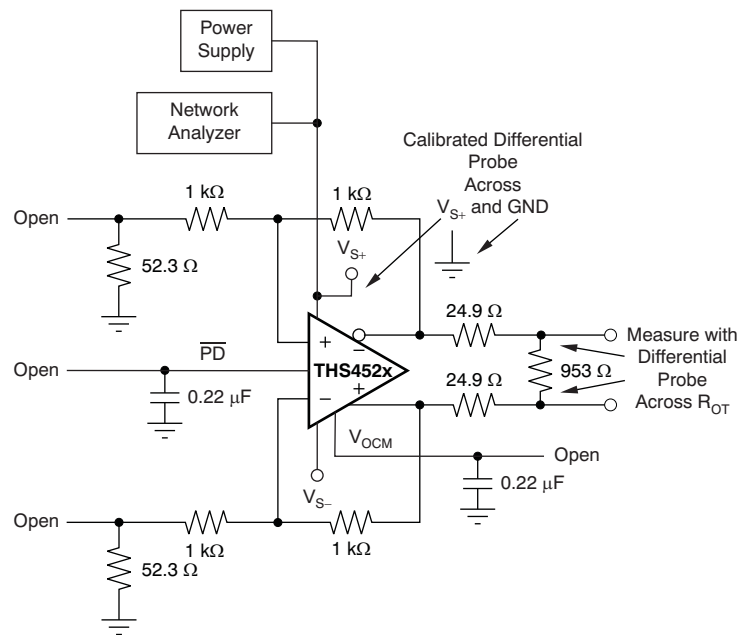 Power
Supply
Network
Analyzer
Calibrated Differential
Probe
Across
V_S+ and GND
1 kΩ
1 kΩ
Open
52.3 Ω
V_S+
24.9 Ω
+
−
Measure with
Differential
Probe
Across R_OT
PD
Open
THS452x
953 Ω
0.22 μF
−
+
24.9 Ω
V_OCM
Open
V_S−
0.22 μF
Open
1 kΩ
1 kΩ
52.3 Ω